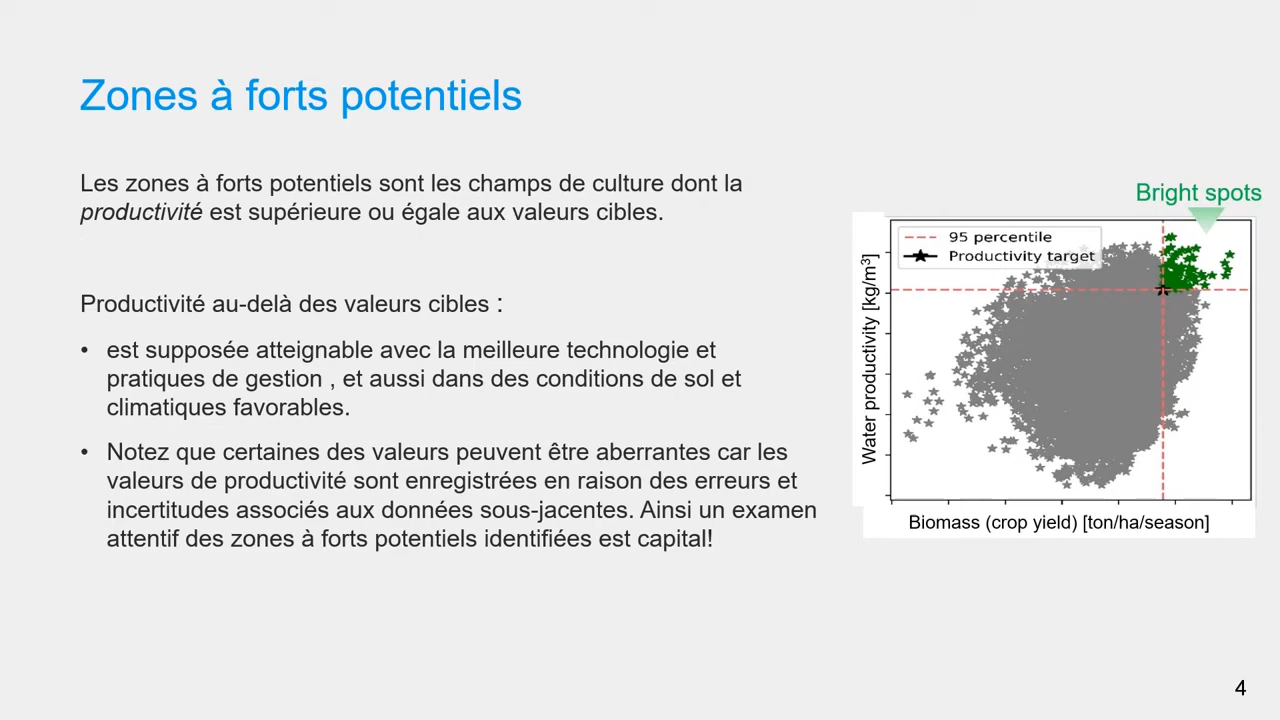 Zones à forts potentiels
Les zones à forts potentiels sont les champs de culture dont la
productivité est supérieure ou égale aux valeurs cibles.
Productivité au-delà des valeurs cibles :
• est supposée atteignable avec la meilleure technologie et
pratiques de gestion , et aussi dans des conditions de sol et
climatiques favorables.
• Notez que certaines des valeurs peuvent être aberrantes car les
valeurs de productivité sont enregistrées en raison des erreurs et
incertitudes associés aux données sous-jacentes. Ainsi un examen
attentif des zones à forts potentiels identifiées est capital!
Bright spots
95 percentile
Productivity target
Water productivity [kg/m³]
Biomass (crop yield) [ton/ha/season]
4